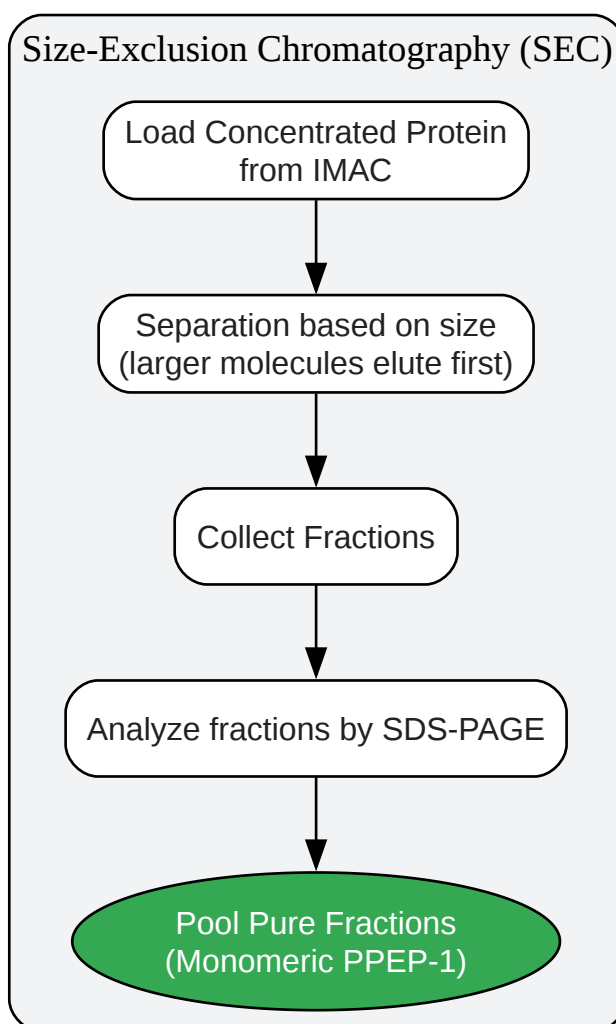 Size-Exclusion Chromatography (SEC)
Load Concentrated Protein
from IMAC
Separation based on size
(larger molecules elute first)
Collect Fractions
Analyze fractions by SDS-PAGE
Pool Pure Fractions
(Monomeric PPEP-1)